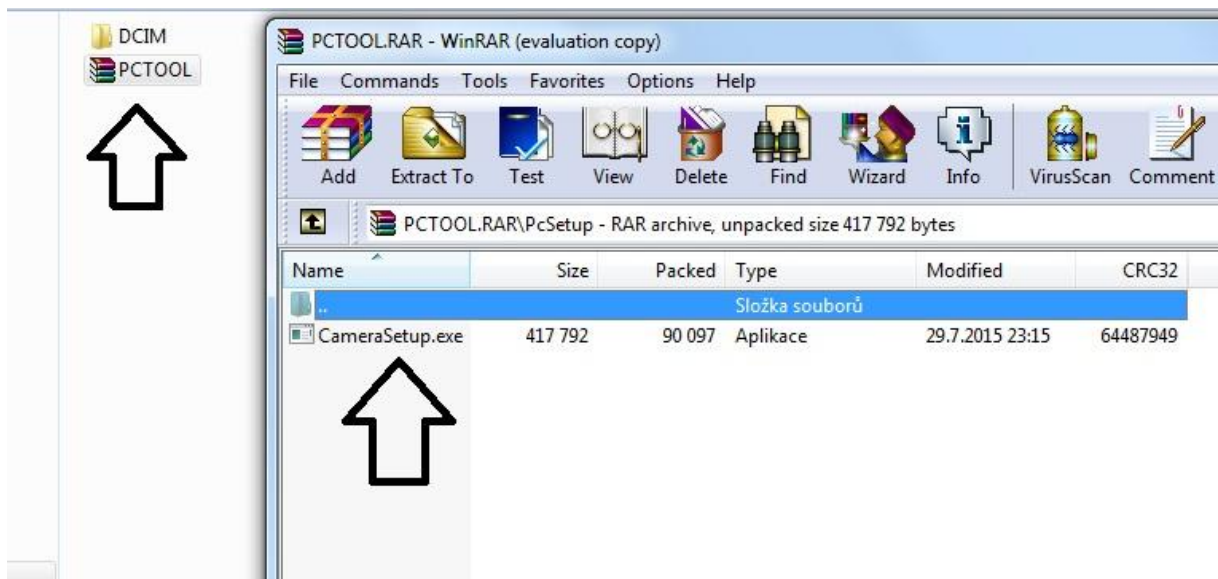 DCIM
PCTOOL
PCTOOL.RAR - WinRAR (evaluation copy)
File Commands Tools Favorites Options Help
Add Extract To Test View Delete Find Wizard Info VirusScan Comment
PCTOOL.RAR\PcSetup - RAR archive, unpacked size 417 792 bytes
Name Size Packed Type Modified CRC32
.. Složka souborů
CameraSetup.exe 417 792 90 097 Aplikace 29.7.2015 23:15 64487949